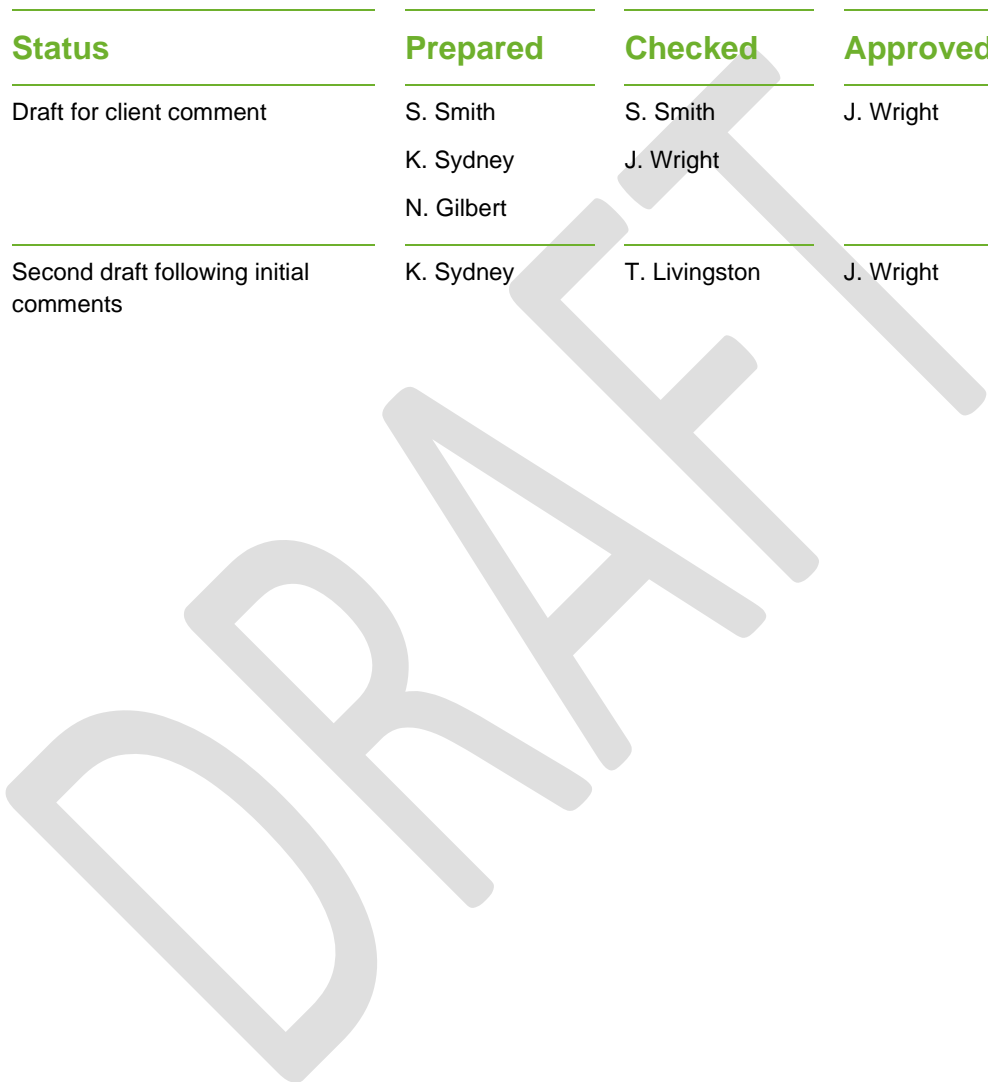 Status Prepared Checked Approved
Draft for client comment S. Smith S. Smith J. Wright
K. Sydney J. Wright
N. Gilbert
Second draft following initial K. Sydney T. Livingston J. Wright
comments
DRAFT